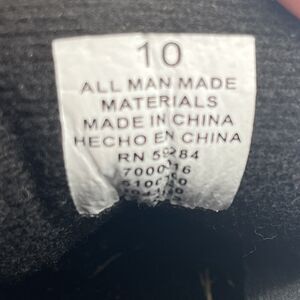 10
ALL MAN MADE
MATERIALS
MADE IN CHINA
HECHO EN CHINA
RN